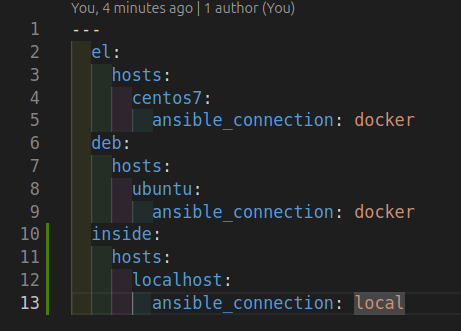 You, 4 minutes ago | 1 author (You)
1 ---
2   el:
3     hosts:
4       centos7:
5         ansible_connection: docker
6   deb:
7     hosts:
8       ubuntu:
9         ansible_connection: docker
10   inside:
11     hosts:
12       localhost:
13         ansible_connection: local